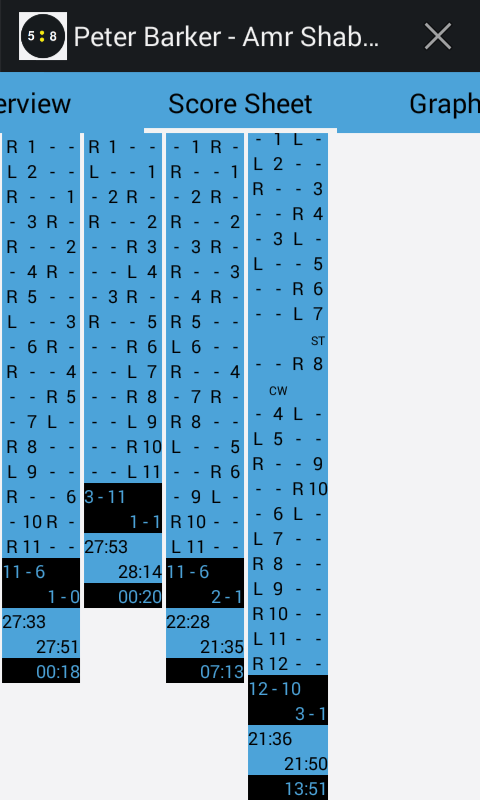 5:8 Peter Barker - Amr Shab...
erview Score Sheet Graph
R 1 - -
L 2 - -
R - - 1
- 3 R -
R - - 2
- 4 R -
R 5 - -
L - - 3
- 6 R -
R - - 4
- - R 5
- 7 L -
R 8 - -
L 9 - -
R - - 6
- 10 R -
R 11 - -
11 - 6
1 - 0
27:33
27:51
00:18
R 1 - -
L - - 1
- 2 R -
R - - 2
- - R 3
- - L 4
- 3 R -
R - - 5
- - R 6
- - L 7
- - R 8
- - L 9
- - R 10
- - L 11
3 - 11
1 - 1
27:53
28:14
00:20
- 1 R -
R - - 1
- 2 R -
R - - 2
- 3 R -
R - - 3
- 4 R -
R 5 - -
L 6 - -
R - - 4
- 7 R -
R 8 - -
L - - 5
- - R 6
- 9 L -
R 10 - -
L 11 - -
11 - 6
2 - 1
22:28
21:35
07:13
- 1 L -
L 2 - -
R - - 3
- - R 4
- 3 L -
L - - 5
- - R 6
- - L 7
ST
- - R 8
CW
- 4 L -
L 5 - -
R - - 9
- - R 10
- 6 L -
L 7 - -
R 8 - -
L 9 - -
R 10 - -
L 11 - -
R 12 - -
12 - 10
3 - 1
21:36
21:50
13:51